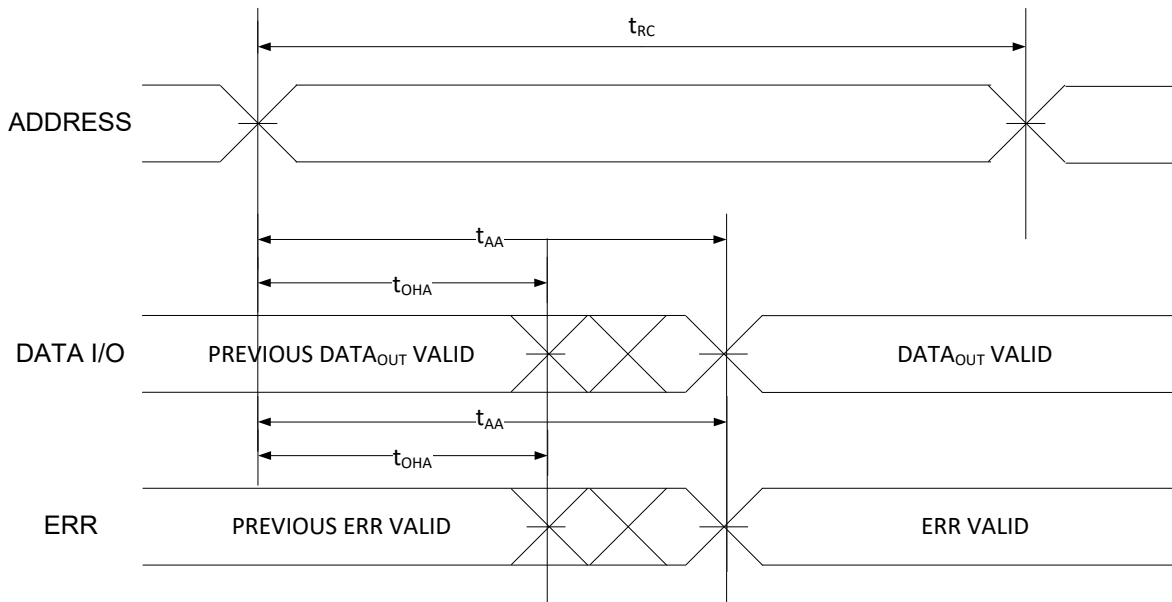 tRC
ADDRESS
tAA
tOHA
DATA I/O
PREVIOUS DATAOUT VALID
DATAOUT VALID
tAA
tOHA
ERR
PREVIOUS ERR VALID
ERR VALID